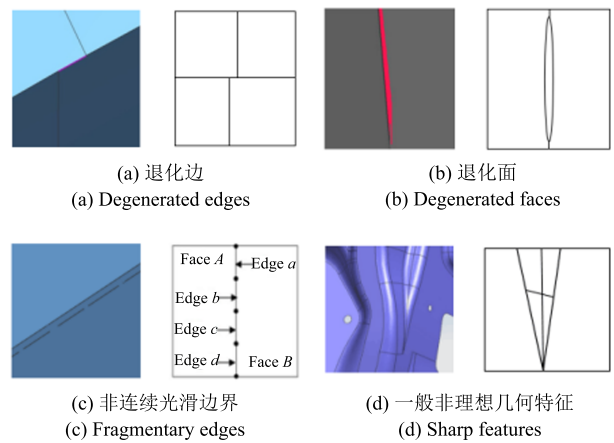 (a) 退化边
(a) Degenerated edges
(b) 退化面
(b) Degenerated faces
Face A
Edge a
Edge b
Edge c
Edge d
Face B
(c) 非连续光滑边界
(c) Fragmentary edges
(d) 一般非理想几何特征
(d) Sharp features